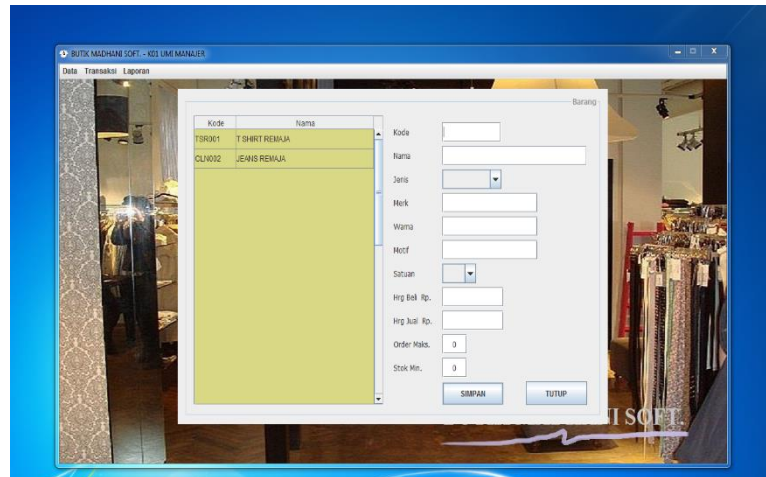 BUTIK MADHANI SOFT. - K01 UMI MANAJER
Data Transaksi Laporan
Barang
Kode Nama
TSR001 T SHIRT REMAJA
CLN002 JEANS REMAJA
Kode
Nama
Jenis
Merk
Warna
Motif
Satuan
Hrg Beli Rp.
Hrg Jual Rp.
Order Maks. 0
Stok Min. 0
SIMPAN TUTUP
I SOFT.